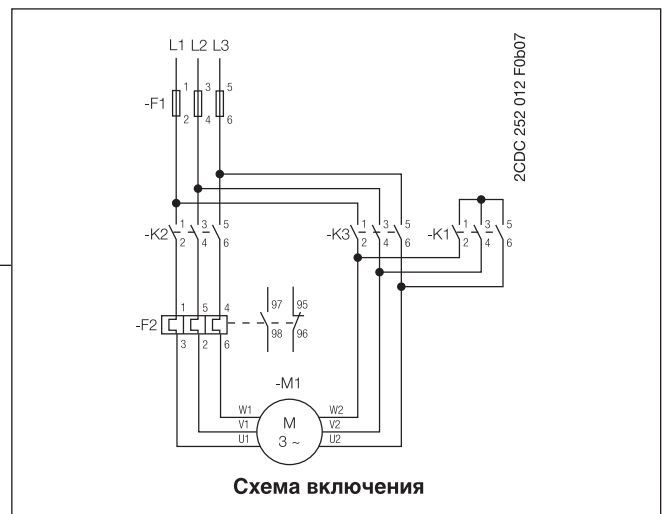 L1 L2 L3
2CDC 252 012 F0b07
-F1 1 3 5
2 4 6
-K2 1 3 5
2 4 6
-K3 1 3 5
2 4 6
-K1 1 3 5
2 4 6
1 5 4
-F2
3 2 6
97 95
98 96
-M1
W1 W2
V1 M V2
U1 3 ~ U2
Схема включения